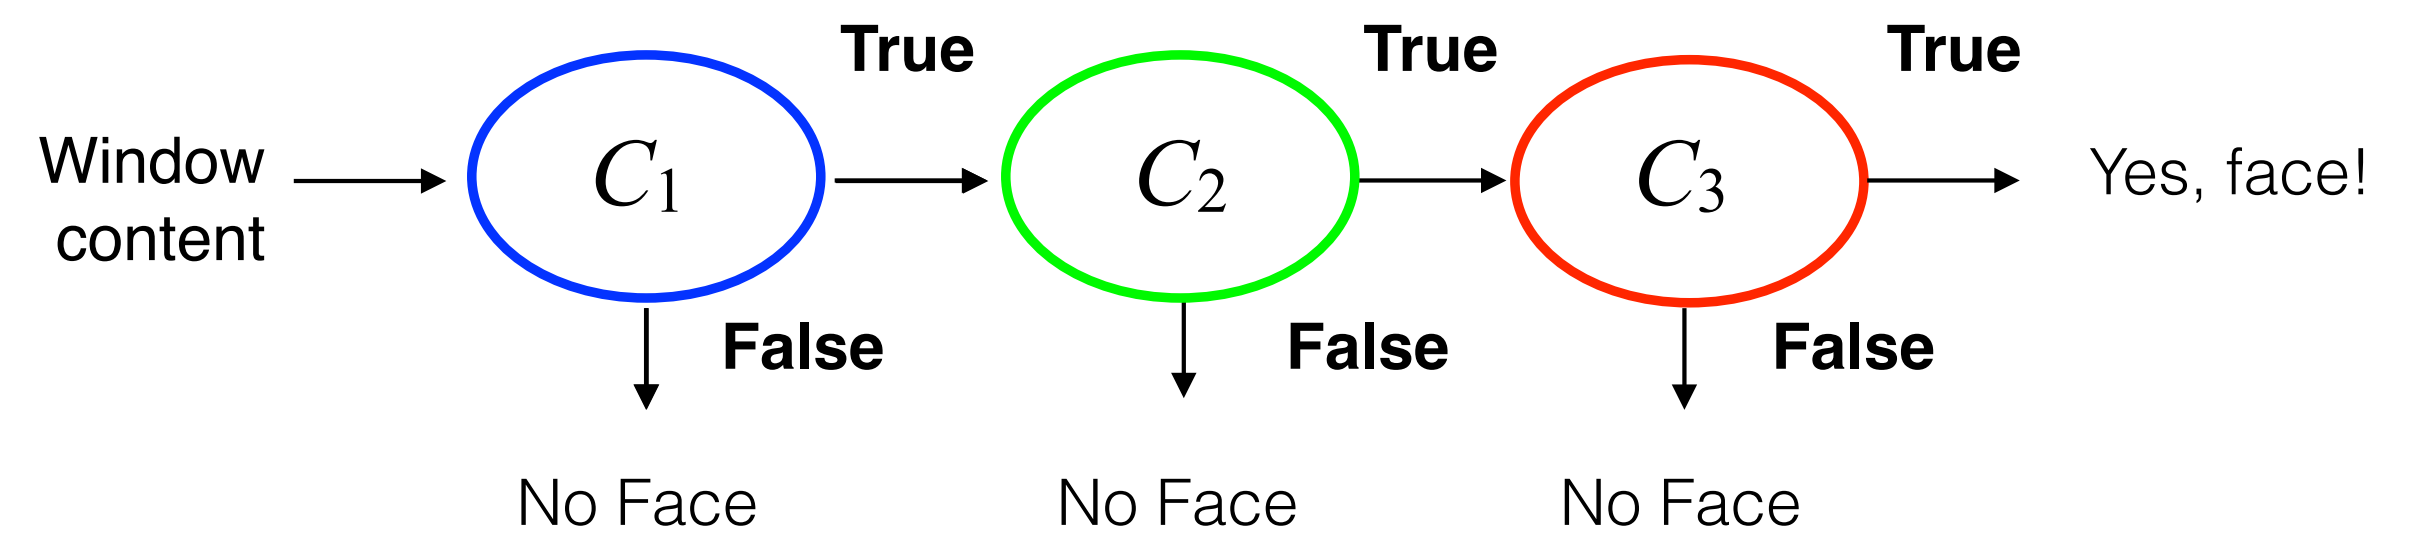 True
True
True
Window
content
C1
C2
C3
Yes, face!
False
False
False
No Face
No Face
No Face